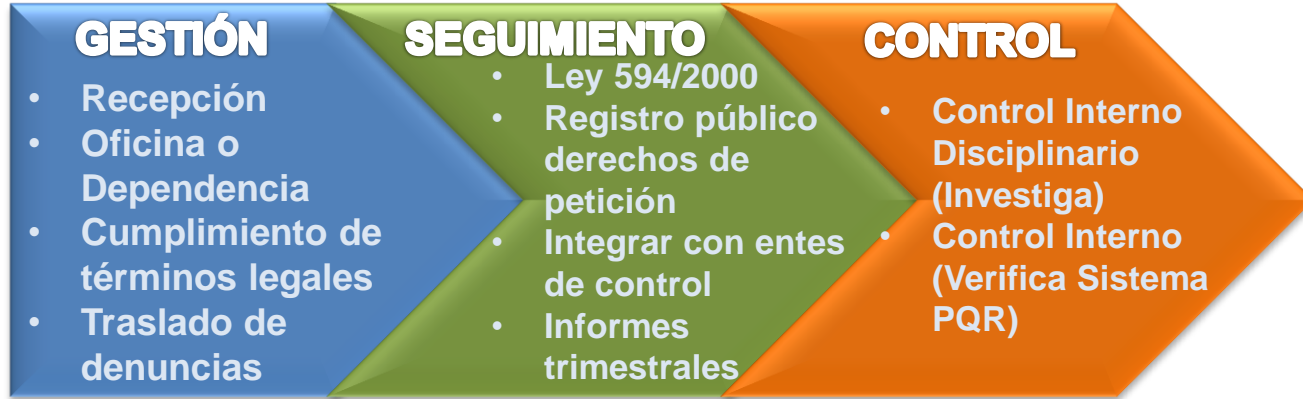 GESTIÓN
• Recepción
• Oficina o
Dependencia
• Cumplimiento de
términos legales
• Traslado de
denuncias
SEGUIMIENTO
• Ley 594/2000
• Registro público
derechos de
petición
• Integrar con entes
de control
• Informes
trimestrales
CONTROL
• Control Interno
Disciplinario
(Investiga)
• Control Interno
(Verifica Sistema
PQR)